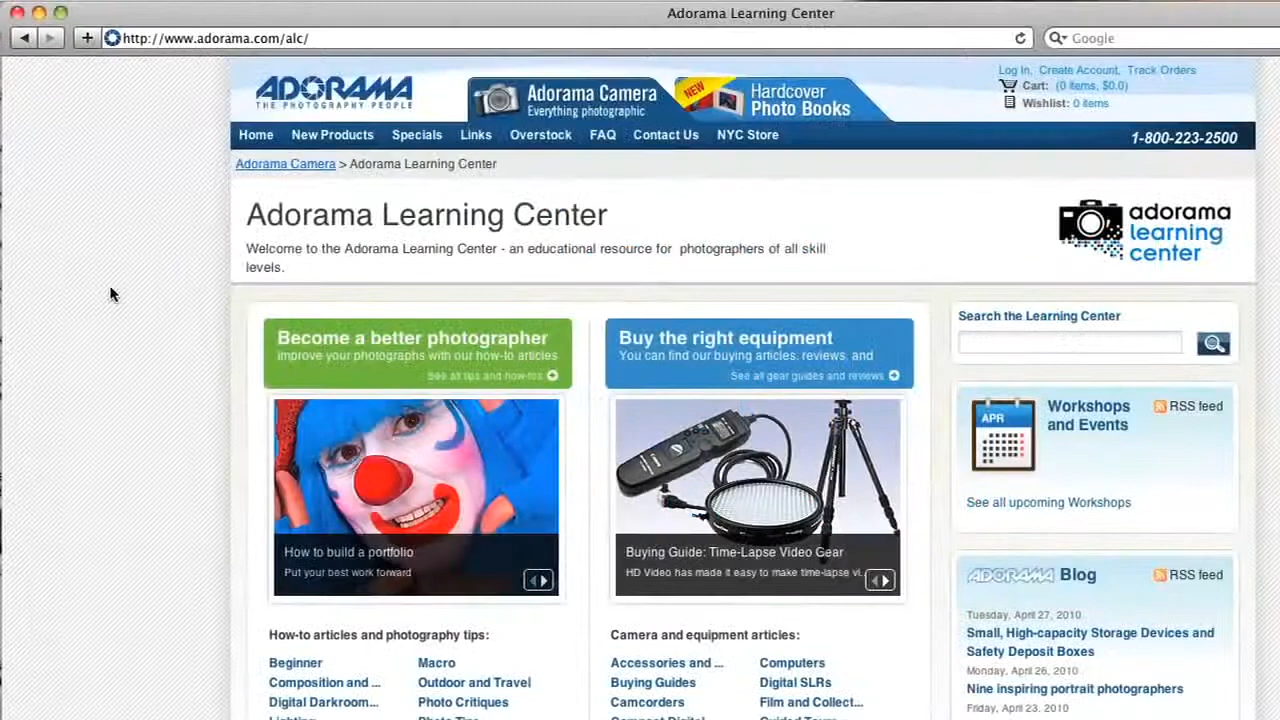 Adorama Learning Center
http://www.adorama.com/alc/
Google
ADORAMA
THE PHOTOGRAPHY PEOPLE
Adorama Camera
Everything photographic
NEW
Hardcover
Photo Books
Log In, Create Account, Track Orders
Cart: (0 items, $0.0)
Wishlist: 0 items
Home New Products Specials Links Overstock FAQ Contact Us NYC Store
1-800-223-2500
Adorama Camera > Adorama Learning Center
Adorama Learning Center
Welcome to the Adorama Learning Center - an educational resource for photographers of all skill
levels.
adorama
learning
center
Become a better photographer
improve your photographs with our how-to articles
See all tips and how-tos
How to build a portfolio
Put your best work forward
How-to articles and photography tips:
Beginner Macro
Composition and ... Outdoor and Travel
Digital Darkroom... Photo Critiques
Buy the right equipment
You can find our buying articles, reviews, and
See all gear guides and reviews
Buying Guide: Time-Lapse Video Gear
HD Video has made it easy to make time-lapse vi...
Camera and equipment articles:
Accessories and ... Computers
Buying Guides Digital SLRs
Camcorders Film and Collect...
Search the Learning Center
APR
Workshops
and Events
RSS feed
See all upcoming Workshops
ADORAMA Blog
RSS feed
Tuesday, April 27, 2010
Small, High-capacity Storage Devices and
Safety Deposit Boxes
Monday, April 26, 2010
Nine inspiring portrait photographers
Friday, April 23, 2010